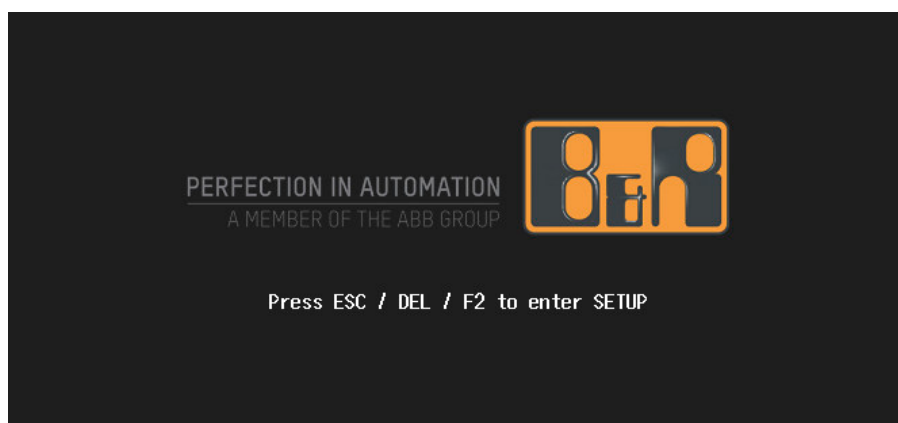 PERFECTION IN AUTOMATION
A MEMBER OF THE ABB GROUP
B&R
Press ESC / DEL / F2 to enter SETUP